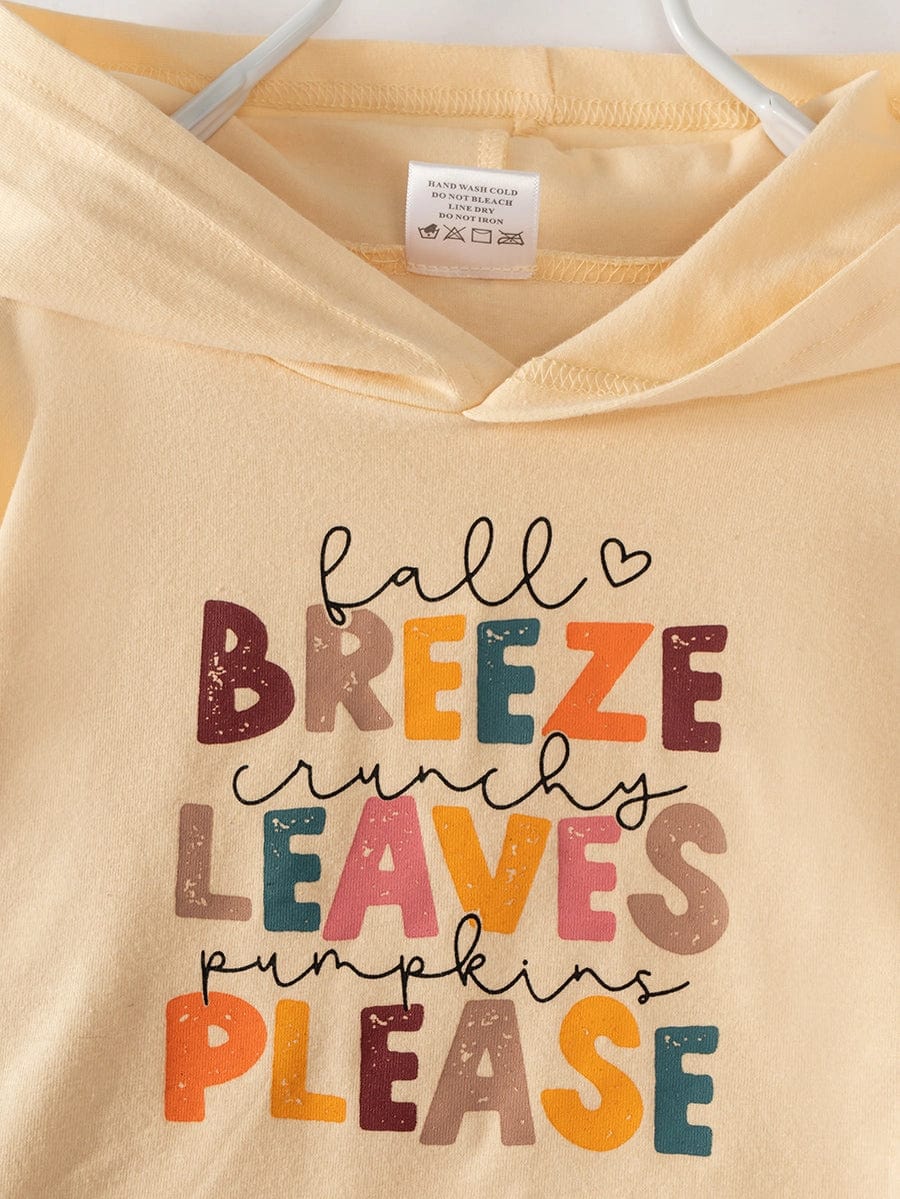 HAND WASH COLD
DO NOT BLEACH
LINE DRY
DO NOT IRON
fall
BREEZE
crunchy
LEAVES
pumpkins
PLEASE